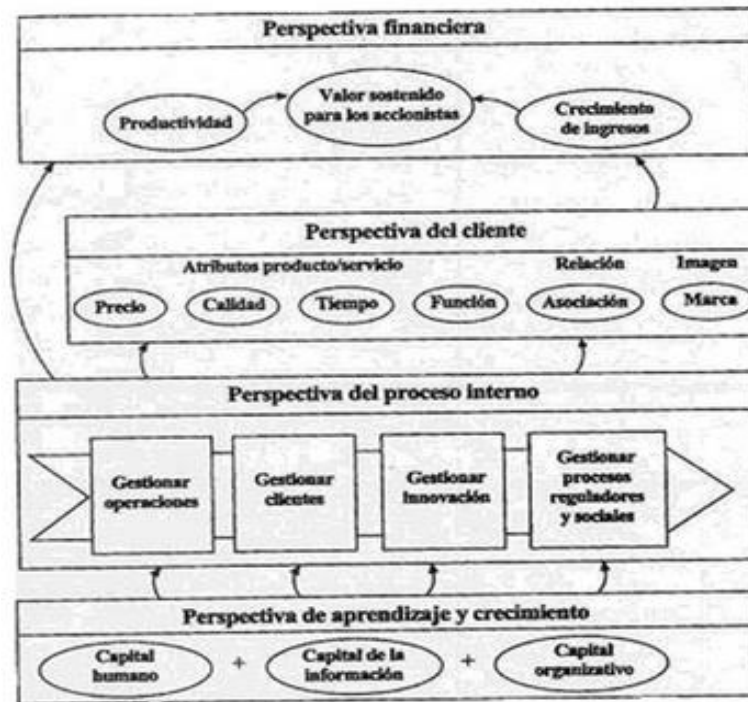 Perspectiva financiera
Productividad
Valor sostenido
para los accionistas
Crecimiento
de ingresos
Perspectiva del cliente
Atributos producto/servicio
Relación
Imagen
Precio
Calidad
Tiempo
Función
Asociación
Marca
Perspectiva del proceso interno
Gestionar
operaciones
Gestionar
clientes
Gestionar
Innovación
Gestionar
procesos
reguladores
y sociales
Perspectiva de aprendizaje y crecimiento
Capital
humano
+
Capital de la
información
+
Capital
organizativo